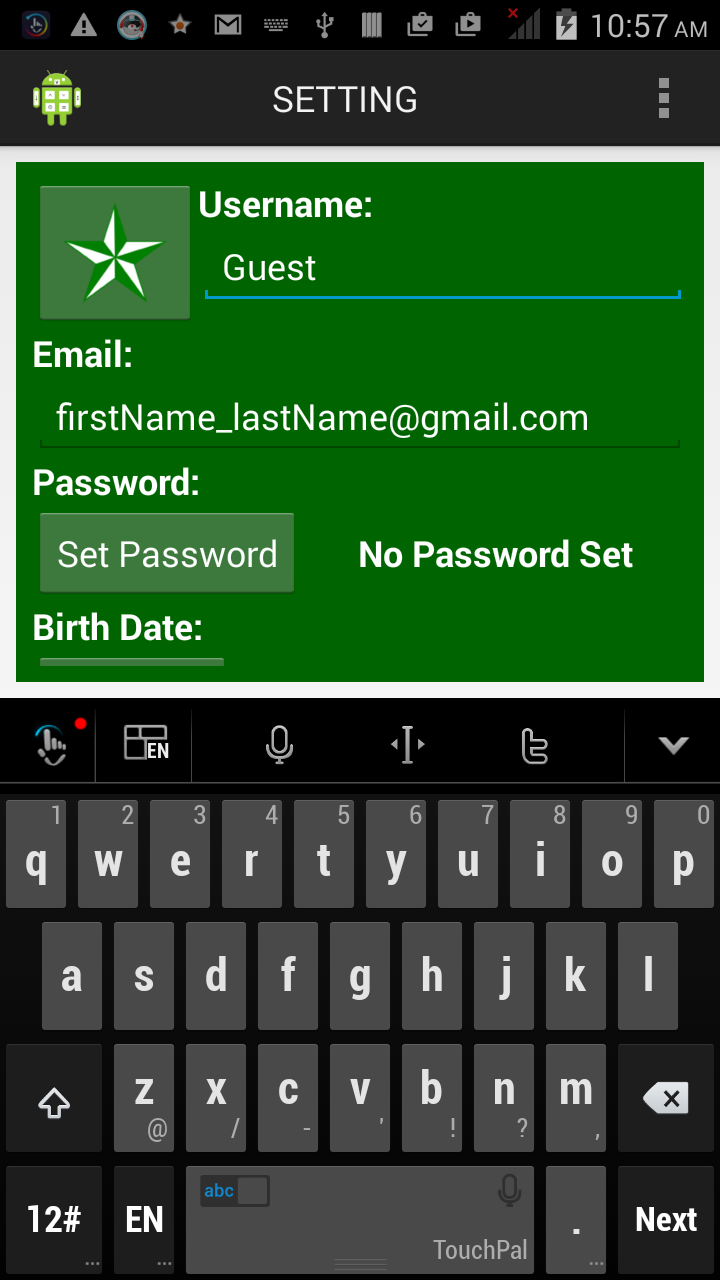 10:57 AM
SETTING
Username:
Guest
Email:
firstName_lastName@gmail.com
Password:
Set Password No Password Set
Birth Date:
EN
1 2 3 4 5 6 7 8 9 0
q w e r t y u i o p
a s d f g h j k l
z x c v b n m
@ / - ' ! ? ,
12# EN abc TouchPal . Next